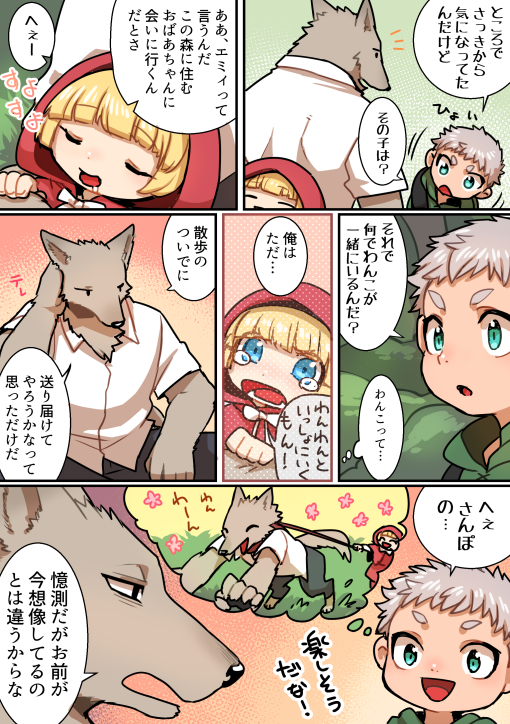 ところで
さっきから
気になってた
んだけど
ひょい
その子は?
ああ、エミィって
言うんだ
この森に住む
おばあちゃんに
会いに行くん
だとさ
へぇー
すよすよ
それで
何でわんこが
一緒にいるんだ?
わんこって…
俺は
ただ…
わんわんと
いっしょにいく
もん!
散歩の
ついでに
テレ
送り届けて
やろうかなって
思っただけだ
へぇ
さんぽ
の…
わん
わーん
楽しそう
だな!
憶測だがお前が
今想像してるの
とは違うからな